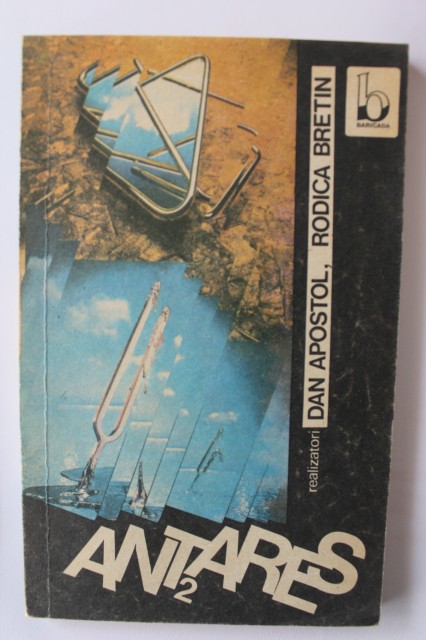 b
BARICADA
realizatori DAN APOSTOL, RODICA BRETIN
ANTARES
2